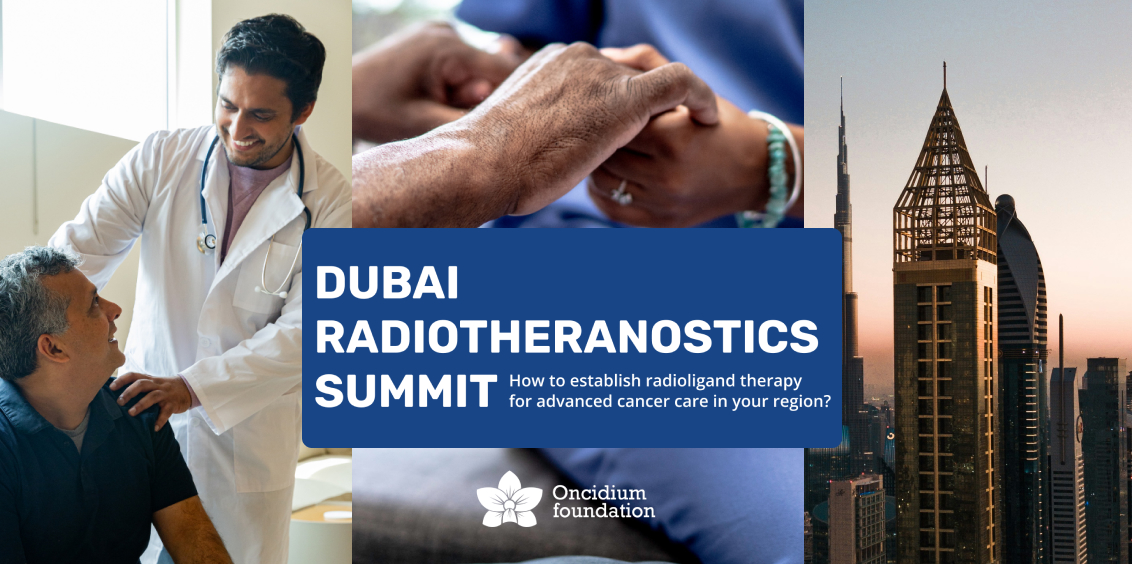 DUBAI
RADIOTHERANOSTICS
SUMMIT
How to establish radioligand therapy
for advanced cancer care in your region?
Oncidium
foundation